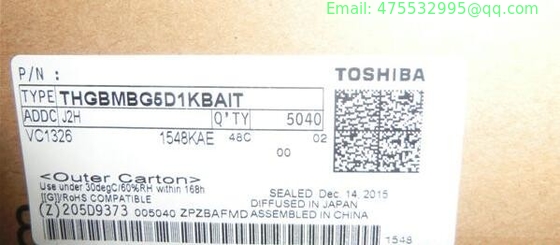 Email: 475532995@qq.com
P/N :
TOSHIBA
TYPE THGBMBG5D1KBAIT
ADDC J2H Q'TY 5040
VC1326 1548KAE 48C 02
00
<Outer Carton>
Use under 30degC/60%RH within 168h
SEALED Dec. 14, 2015
[[G]]/RoHS COMPATIBLE
DIFFUSED IN JAPAN
(Z) 205D9373 005040 ZPZBAFMD ASSEMBLED IN CHINA
1548